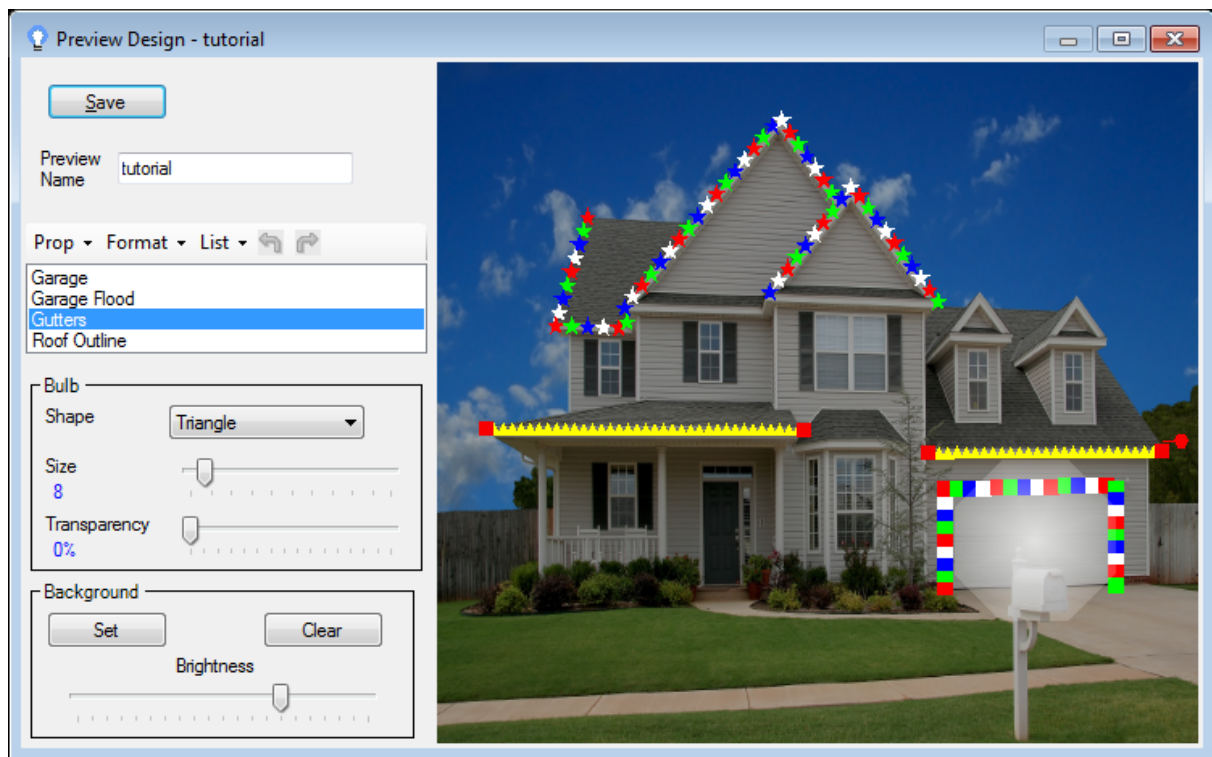 Preview Design - tutorial
Save
Preview
Name
tutorial
Prop Format List
Garage
Garage Flood
Gutters
Roof Outline
Bulb
Shape
Triangle
Size
8
Transparency
0%
Background
Set Clear
Brightness